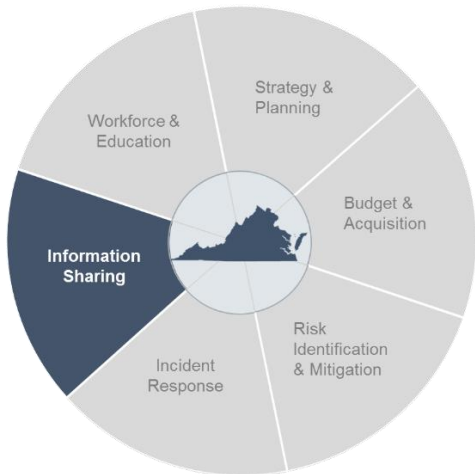 Strategy &
Planning
Budget &
Acquisition
Risk
Identification
& Mitigation
Incident
Response
Information
Sharing
Workforce &
Education